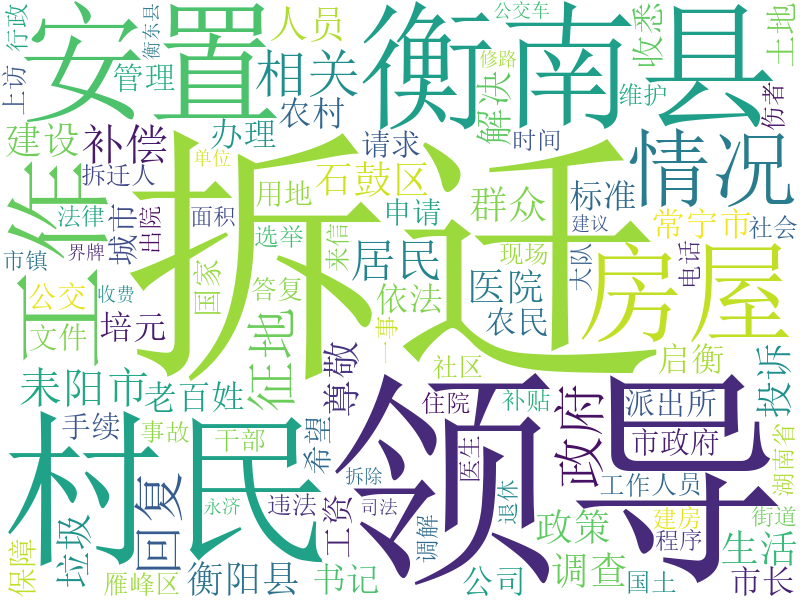 上访
行政
衡东县
安置
管理
人员
相关
农村
衡南县
公交车
修路
收悉
土地
解决
维护
伤者
建设
办理
补偿
请求
时间
情况
拆迁人
单位
石鼓区
工作
法律
城市
出院
面积
用地
申请
群众
标准
建议
常宁市
社会
拆迁
房屋
市镇
界牌
选举
来信
居民
现场
大队
电话
公交
收费
国家
答复
依法
医院
农民
文件
培元
征地
一事
启衡
耒阳市
老百姓
尊敬
社区
政府
派出所
投诉
村民
手续
事故
干部
希望
领导
住院
补贴
市政府
湖南省
回复
拆除
医生
工作人员
保障
垃圾
永济
违法
工资
司法
调解
退休
政策
建房
程序
街道
生活
雁峰区
衡阳县
书记
公司
调查
国土
市长